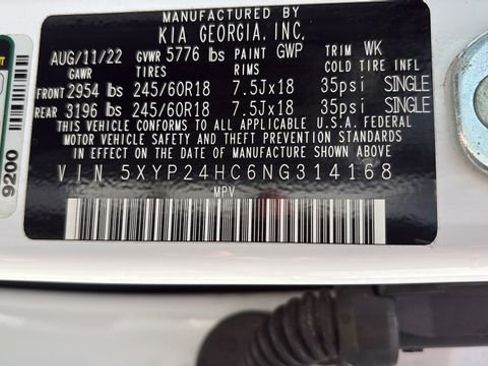 MANUFACTURED BY
KIA GEORGIA, INC.
AUG/11/22 GVWR 5776 lbs PAINT GWP TRIM WK
GAWR TIRES RIMS COLD TIRE INFL
FRONT 2954 lbs 245/60R18 7.5Jx18 35psi SINGLE
REAR 3196 lbs 245/60R18 7.5Jx18 35psi SINGLE
THIS VEHICLE CONFORMS TO ALL APPLICABLE U.S.A. FEDERAL
MOTOR VEHICLE SAFETY AND THEFT PREVENTION STANDARDS
IN EFFECT ON THE DATE OF MANUFACTURE SHOWN ABOVE
VIN 5XYP24HC6NG314168
MPV
9200